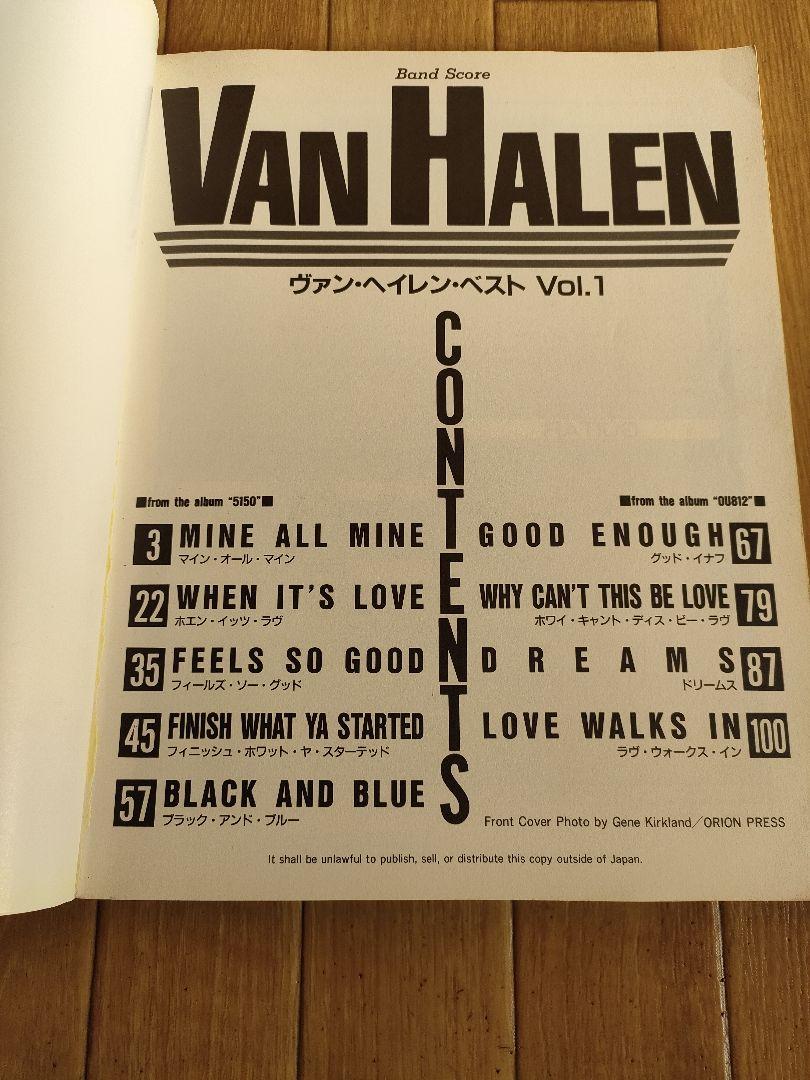 Band Score
VAN HALEN
ヴァン・ヘイレン・ベスト Vol.1
CONTENTS
■from the album "5150"■
3 MINE ALL MINE
マイン・オール・マイン
22 WHEN IT'S LOVE
ホエン・イッツ・ラヴ
35 FEELS SO GOOD
フィールズ・ソー・グッド
45 FINISH WHAT YA STARTED
フィニッシュ・ホワット・ヤ・スターテッド
57 BLACK AND BLUE
ブラック・アンド・ブルー
■from the album "OU812"■
GOOD ENOUGH 67
グッド・イナフ
WHY CAN'T THIS BE LOVE 79
ホワイ・キャント・ディス・ビー・ラヴ
DREAMS 87
ドリームス
LOVE WALKS IN 100
ラヴ・ウォークス・イン
Front Cover Photo by Gene Kirkland／ORION PRESS
It shall be unlawful to publish, sell, or distribute this copy outside of Japan.